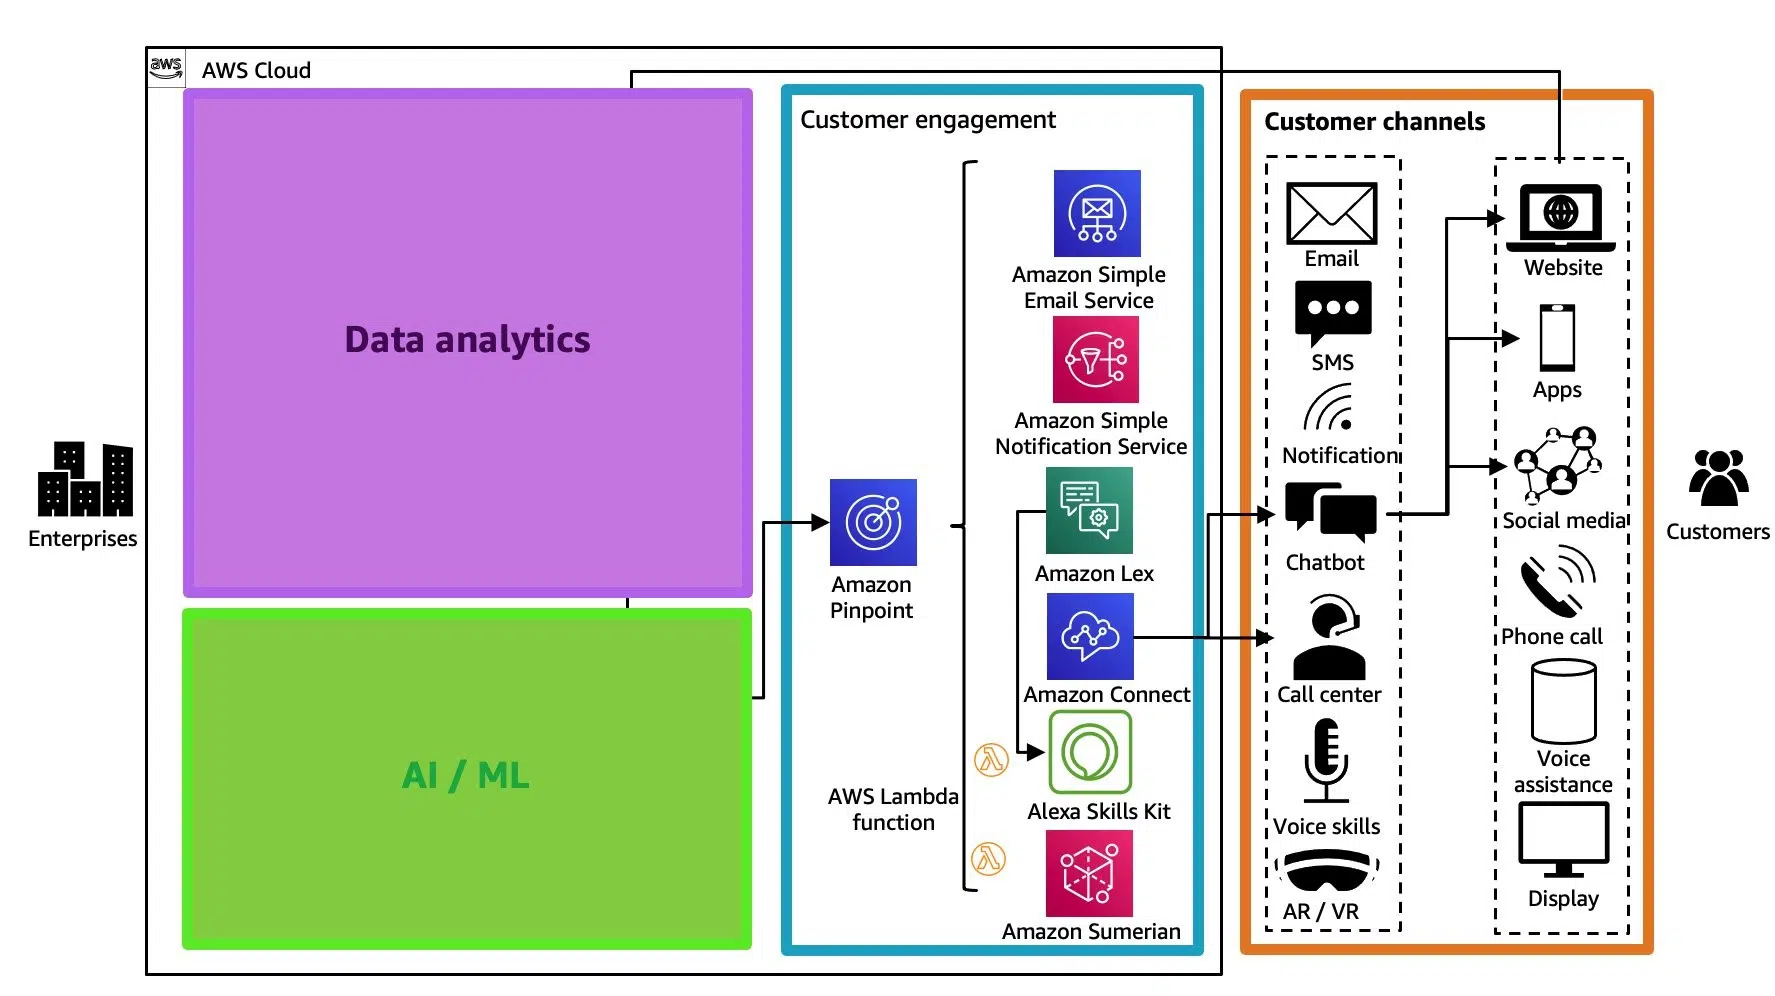 aws
AWS Cloud
Data analytics
AI / ML
Enterprises
Customer engagement
Amazon Simple
Email Service
Amazon Simple
Notification Service
Amazon
Pinpoint
Amazon Lex
Amazon Connect
AWS Lambda
function
Alexa Skills Kit
Amazon Sumerian
Customer channels
Email
SMS
Notification
Chatbot
Call center
Voice skills
AR / VR
Website
Apps
Social media
Phone call
Voice
assistance
Display
Customers